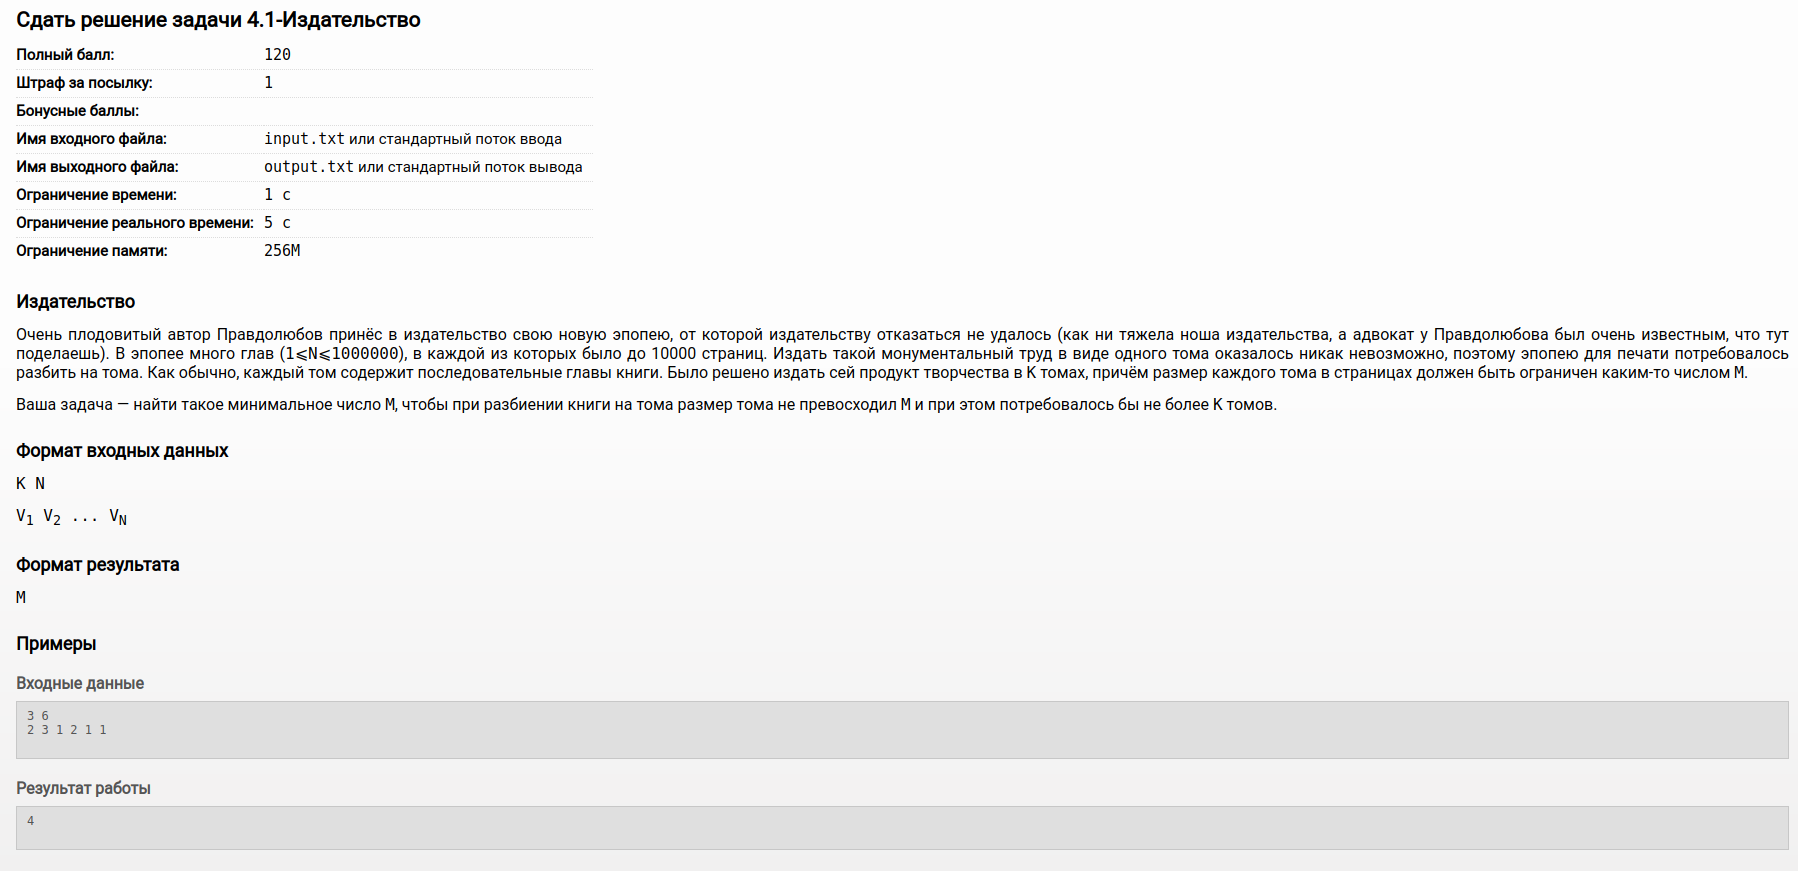 Сдать решение задачи 4.1-Издательство
Полный балл: 120
Штраф за посылку: 1
Бонусные баллы:
Имя входного файла: input.txt или стандартный поток ввода
Имя выходного файла: output.txt или стандартный поток вывода
Ограничение времени: 1 с
Ограничение реального времени: 5 с
Ограничение памяти: 256M
Издательство
Очень плодовитый автор Правдолюбов принёс в издательство свою новую эпопею, от которой издательству отказаться не удалось (как ни тяжела ноша издательства, а адвокат у Правдолюбова был очень известным, что тут
поделаешь). В эпопее много глав (1⩽N⩽1000000), в каждой из которых было до 10000 страниц. Издать такой монументальный труд в виде одного тома оказалось никак невозможно, поэтому эпопею для печати потребовалось
разбить на тома. Как обычно, каждый том содержит последовательные главы книги. Было решено издать сей продукт творчества в K томах, причём размер каждого тома в страницах должен быть ограничен каким-то числом M.
Ваша задача — найти такое минимальное число M, чтобы при разбиении книги на тома размер тома не превосходил M и при этом потребовалось бы не более K томов.
Формат входных данных
K N
V1 V2 ... VN
Формат результата
M
Примеры
Входные данные
3 6
2 3 1 2 1 1
Результат работы
4